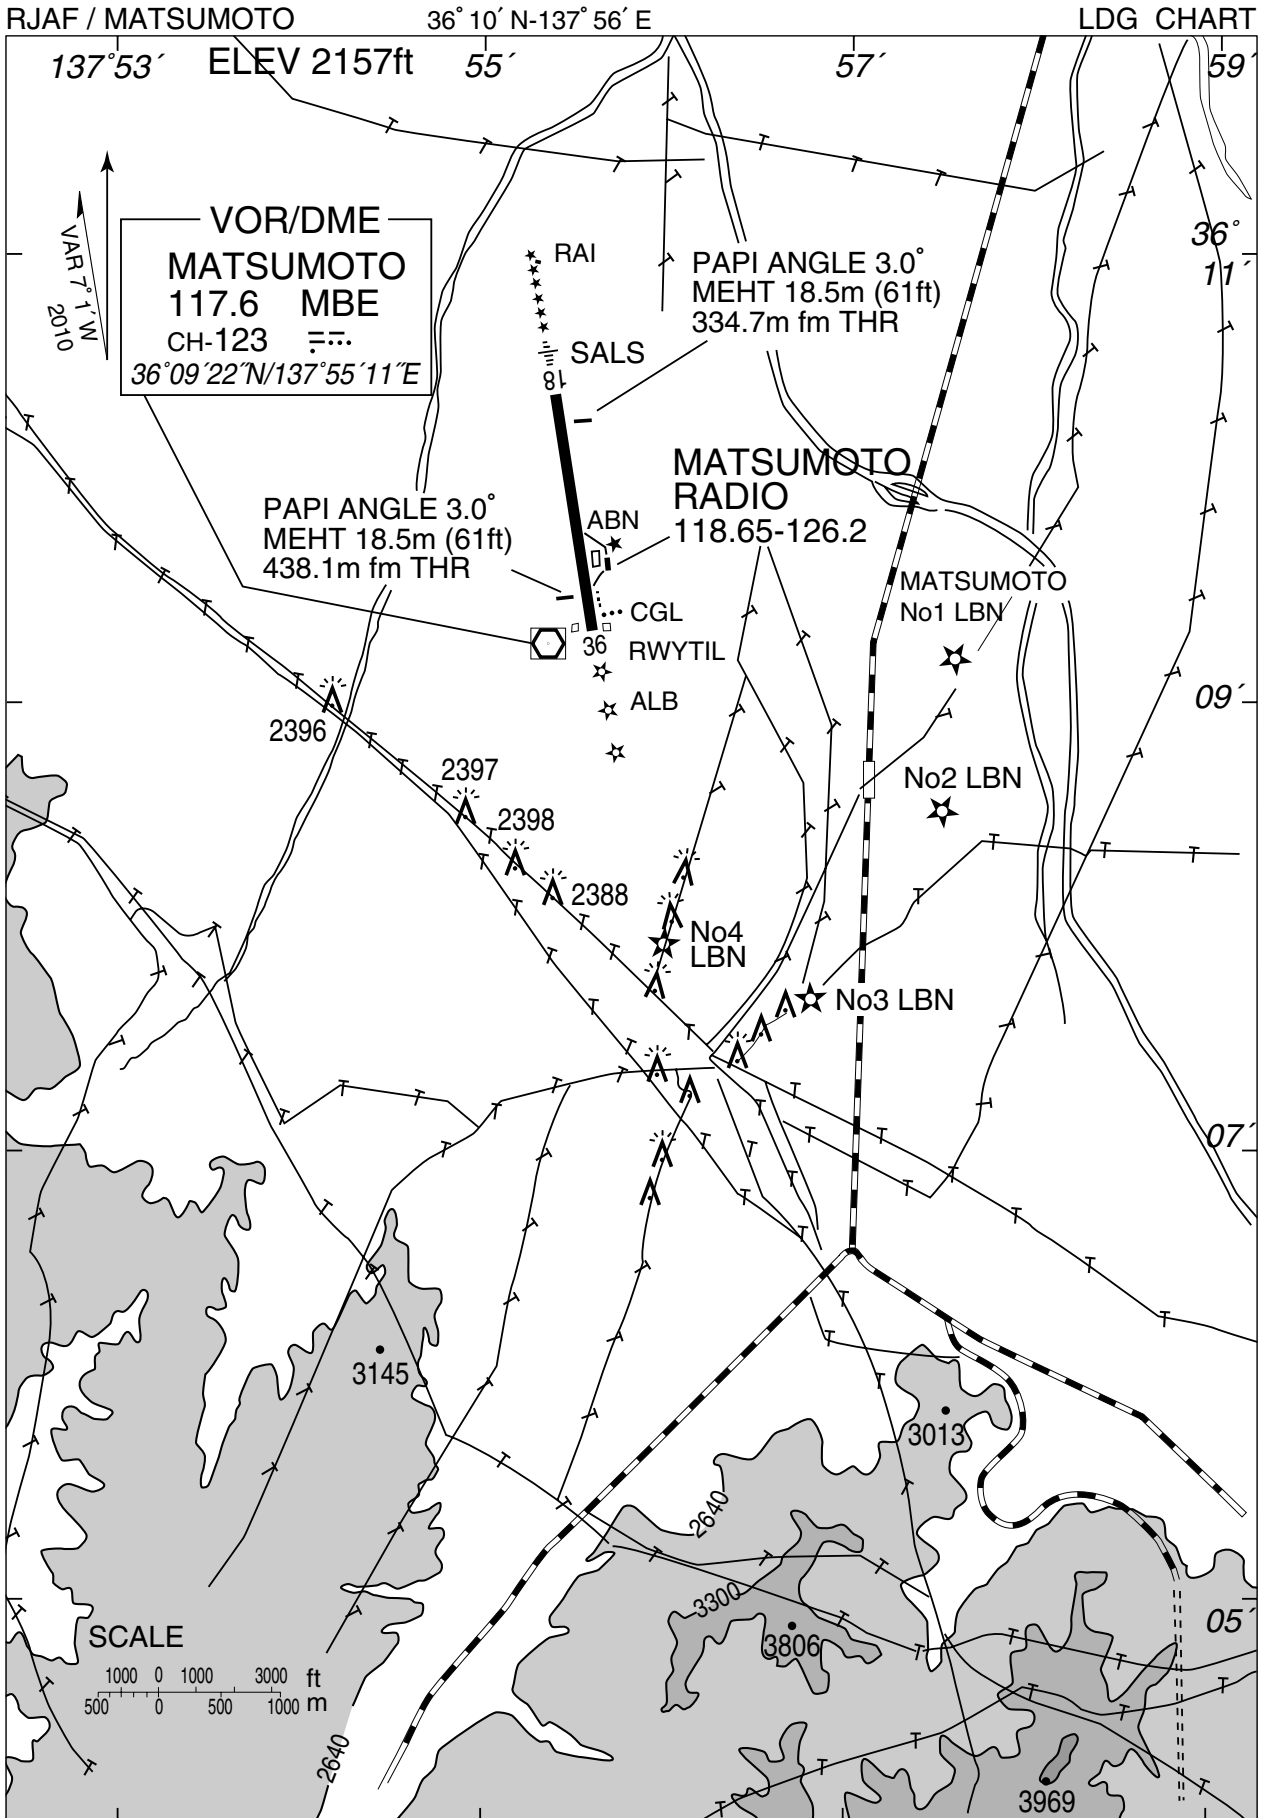 RJAF / MATSUMOTO 36°10´N-137°56´E LDG CHART
137°53´ ELEV 2157ft 55´ 57´ 59´
VAR 7°1´W
2010
VOR/DME
MATSUMOTO
117.6 MBE
CH-123
36°09´22˝N/137°55´11˝E
RAI
SALS
18
PAPI ANGLE 3.0°
MEHT 18.5m (61ft)
334.7m fm THR
36°
11´
MATSUMOTO
RADIO
118.65-126.2
PAPI ANGLE 3.0°
MEHT 18.5m (61ft)
438.1m fm THR
ABN
CGL
36
RWYTIL
ALB
MATSUMOTO
No1 LBN
09´
2396
2397
2398
2388
No2 LBN
No4
LBN
No3 LBN
07´
3145
3013
2640
3300
3806
05´
SCALE
1000 0 1000 3000 ft
500 0 500 1000 m
2640
3969